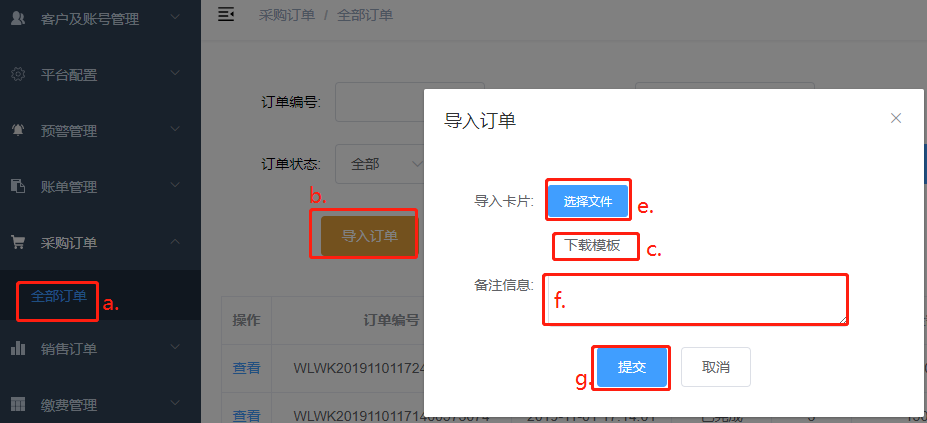 客户及账号管理
采购订单 / 全部订单
平台配置
订单编号:
导入订单
预警管理
订单状态:
全部
账单管理
导入卡片:
选择文件
e.
b.
导入订单
下载模板
c.
采购订单
备注信息:
f.
全部订单
a.
操作
订单编号
销售订单
查看
WLWK201911011724
g.
提交
取消
缴费管理
查看